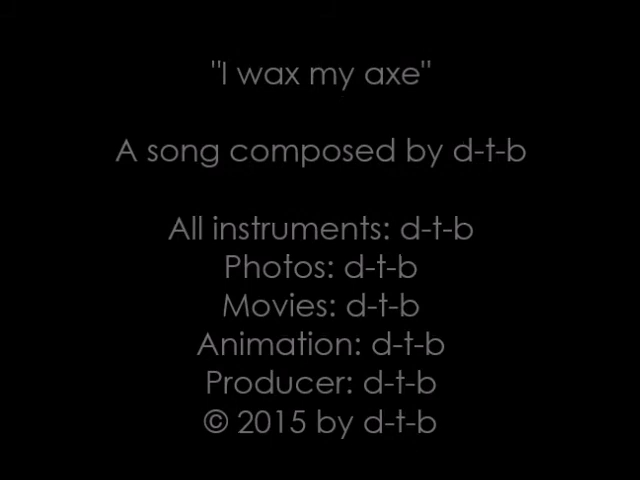 "I wax my axe"
A song composed by d-t-b
All instruments: d-t-b
Photos: d-t-b
Movies: d-t-b
Animation: d-t-b
Producer: d-t-b
© 2015 by d-t-b